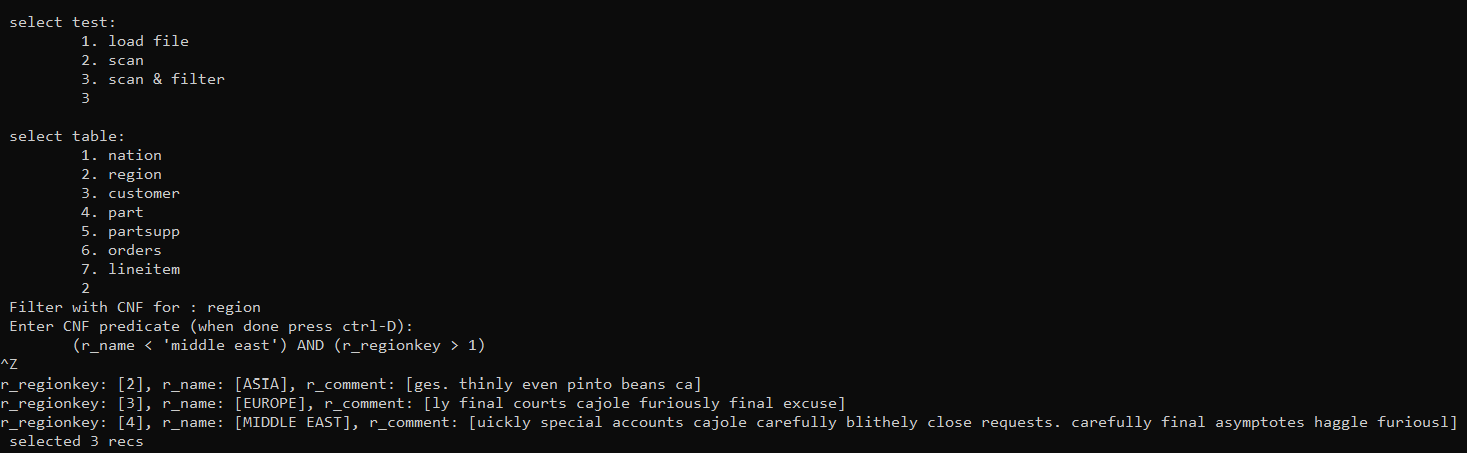 select test:
1. load file
2. scan
3. scan & filter
3
select table:
1. nation
2. region
3. customer
4. part
5. partsupp
6. orders
7. lineitem
2
Filter with CNF for : region
Enter CNF predicate (when done press ctrl-D):
(r_name < 'middle east') AND (r_regionkey > 1)
^Z
r_regionkey: [2], r_name: [ASIA], r_comment: [ges. thinly even pinto beans ca]
r_regionkey: [3], r_name: [EUROPE], r_comment: [ly final courts cajole furiously final excuse]
r_regionkey: [4], r_name: [MIDDLE EAST], r_comment: [uickly special accounts cajole carefully blithely close requests. carefully final asymptotes haggle furiousl]
selected 3 recs